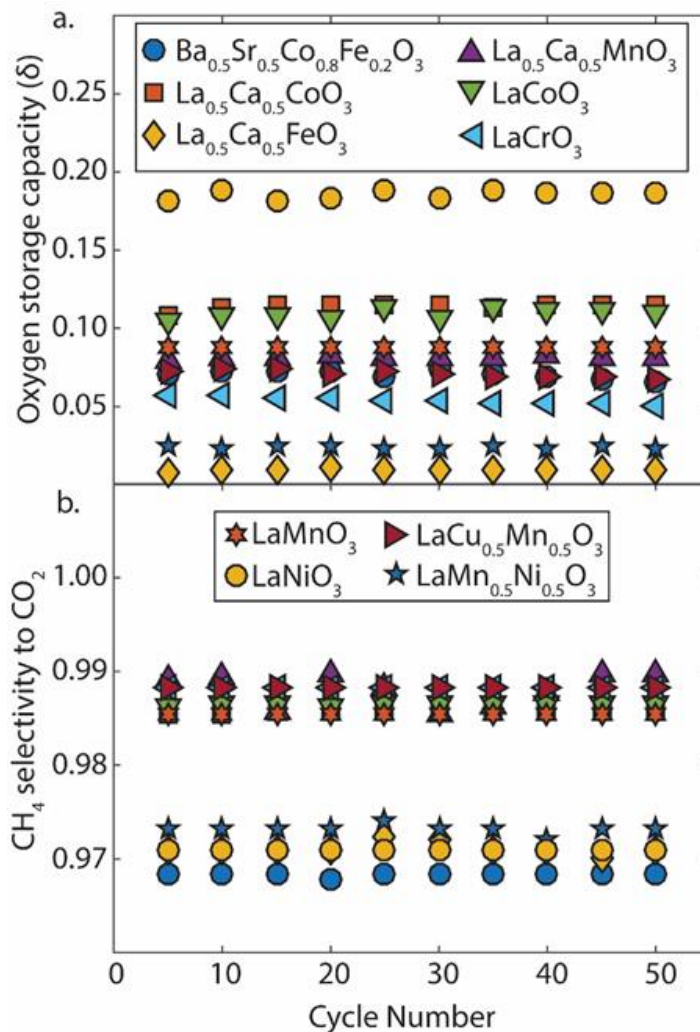 a.
Ba₀.₅Sr₀.₅Co₀.₈Fe₀.₂O₃
La₀.₅Ca₀.₅MnO₃
La₀.₅Ca₀.₅CoO₃
LaCoO₃
La₀.₅Ca₀.₅FeO₃
LaCrO₃
Oxygen storage capacity (δ)
0.25
0.20
0.15
0.10
0.05
b.
LaMnO₃
LaCu₀.₅Mn₀.₅O₃
LaNiO₃
LaMn₀.₅Ni₀.₅O₃
CH₄ selectivity to CO₂
1.00
0.99
0.98
0.97
0 10 20 30 40 50
Cycle Number